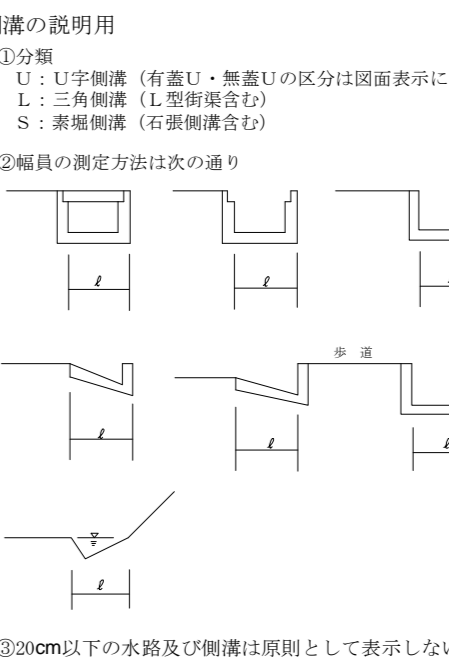 溝の説明用
①分類
U：U字側溝（有蓋U・無蓋Uの区分は図面表示に
L：三角側溝（L型街渠含む）
S：素堀側溝（石張側溝含む）
②幅員の測定方法は次の通り
ℓ ℓ
歩 道
ℓ ℓ ℓ
ℓ
③20cm以下の水路及び側溝は原則として表示しない